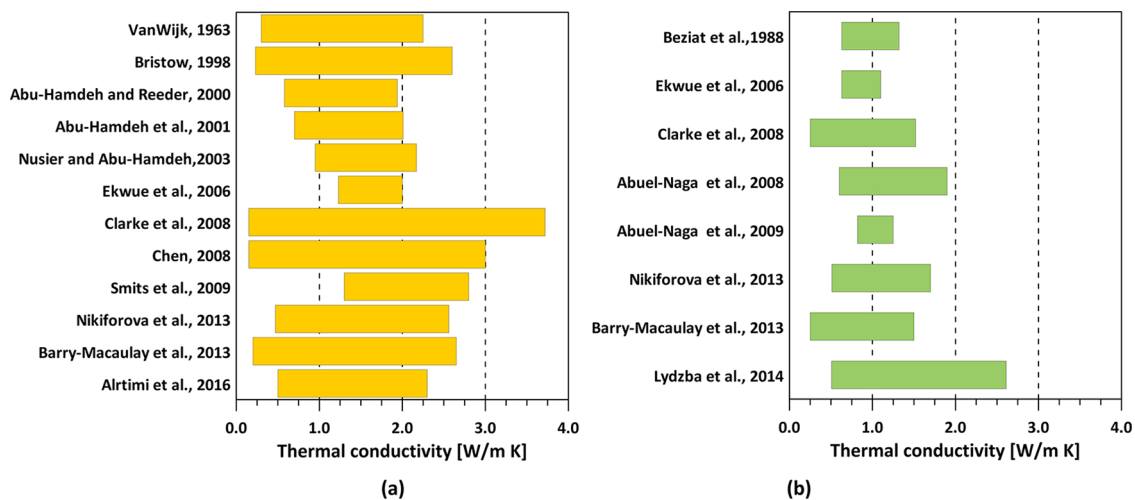 VanWijk, 1963
Bristow, 1998
Abu-Hamdeh and Reeder, 2000
Abu-Hamdeh et al., 2001
Nusier and Abu-Hamdeh,2003
Ekwue et al., 2006
Clarke et al., 2008
Chen, 2008
Smits et al., 2009
Nikiforova et al., 2013
Barry-Macaulay et al., 2013
Alrtimi et al., 2016
0.0 1.0 2.0 3.0 4.0
Thermal conductivity [W/m K]
(a)
Beziat et al.,1988
Ekwue et al., 2006
Clarke et al., 2008
Abuel-Naga et al., 2008
Abuel-Naga et al., 2009
Nikiforova et al., 2013
Barry-Macaulay et al., 2013
Lydzba et al., 2014
0.0 1.0 2.0 3.0 4.0
Thermal conductivity [W/m K]
(b)